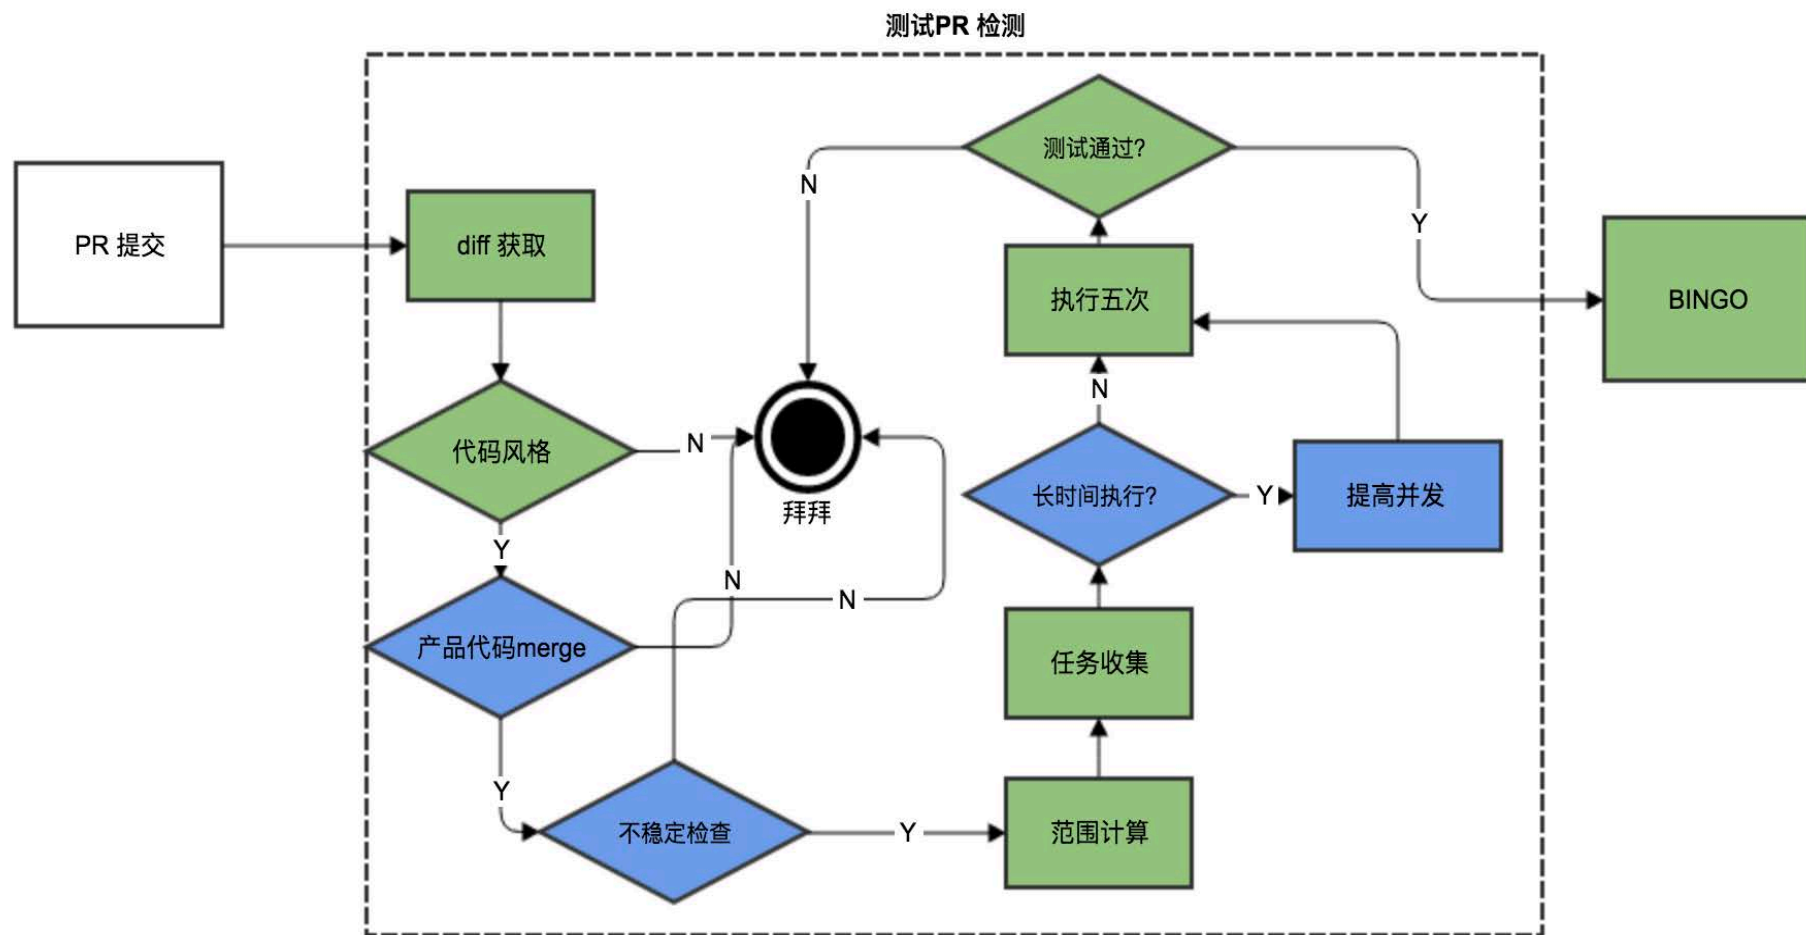 测试PR 检测
PR 提交
diff 获取
代码风格
N
Y
产品代码merge
N
Y
不稳定检查
N
Y
范围计算
任务收集
长时间执行?
Y
提高并发
N
执行五次
测试通过?
N
拜拜
Y
BINGO